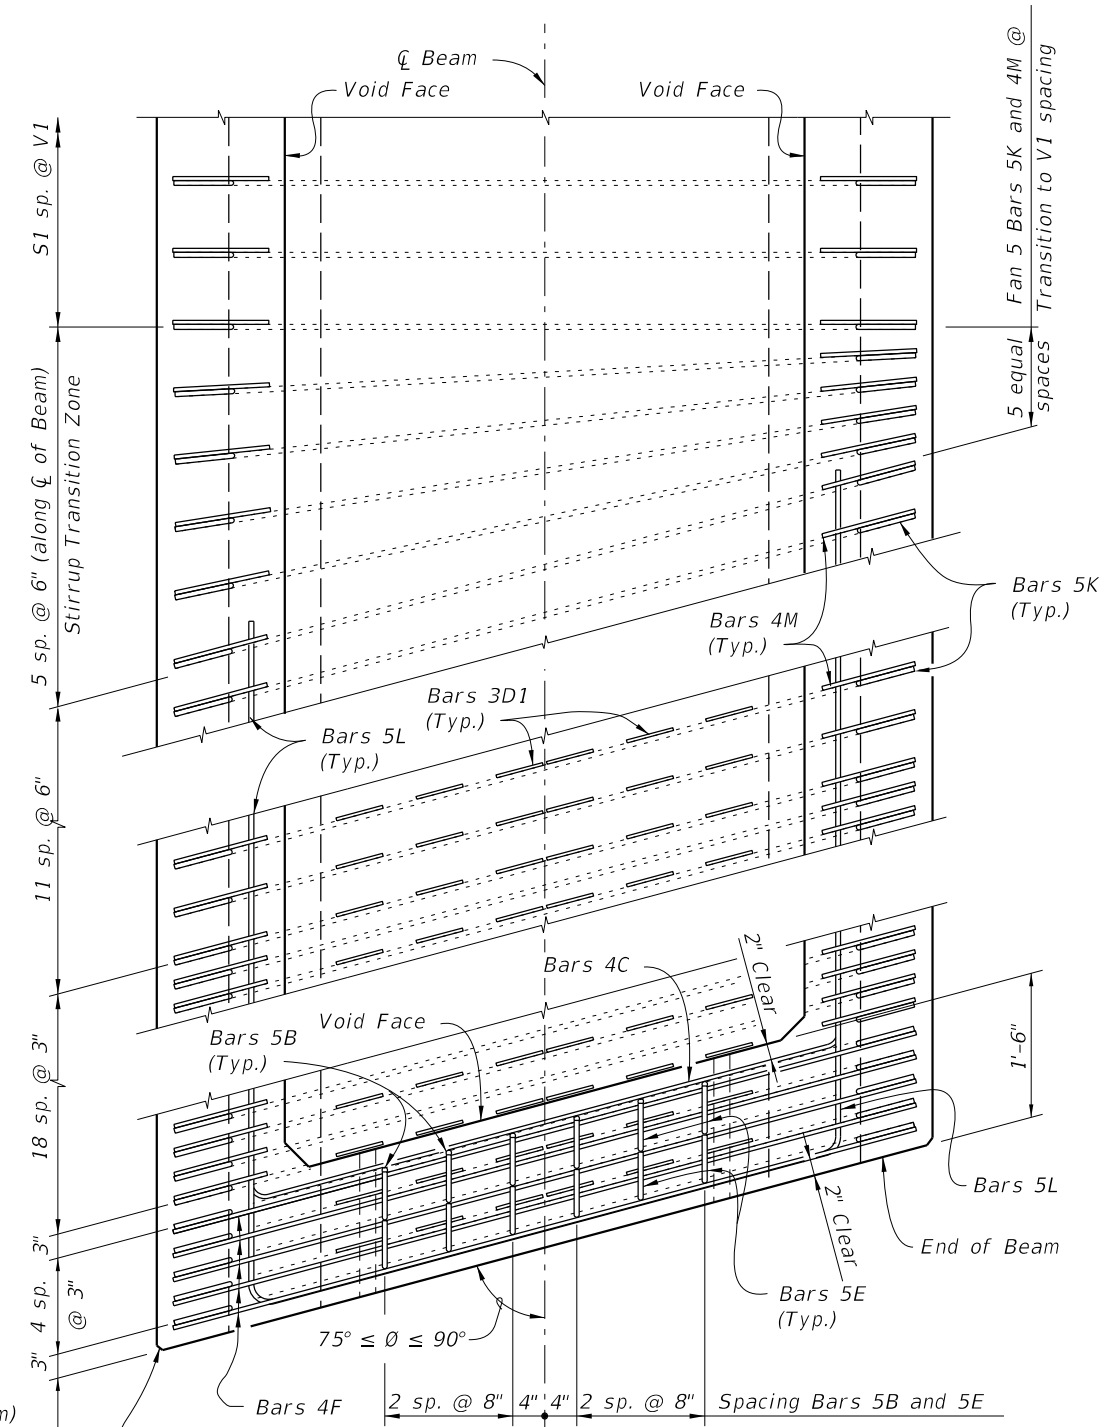 ℄ Beam
Void Face
Void Face
S1 sp. @ V1
Fan 5 Bars 5K and 4M @
Transition to V1 spacing
5 equal
spaces
5 sp. @ 6" (along ℄ of Beam)
Stirrup Transition Zone
Bars 5K
(Typ.)
Bars 4M
(Typ.)
Bars 3D1
(Typ.)
Bars 5L
(Typ.)
11 sp. @ 6"
Bars 4C
2" Clear
Void Face
Bars 5B
(Typ.)
18 sp. @ 3"
1'-6"
Bars 5L
2" Clear
End of Beam
3"
4 sp.
@ 3"
Bars 5E
(Typ.)
75° ≤ Ø ≤ 90°
3"
Bars 4F
2 sp. @ 8"
4"
4"
2 sp. @ 8"
Spacing Bars 5B and 5E
m)